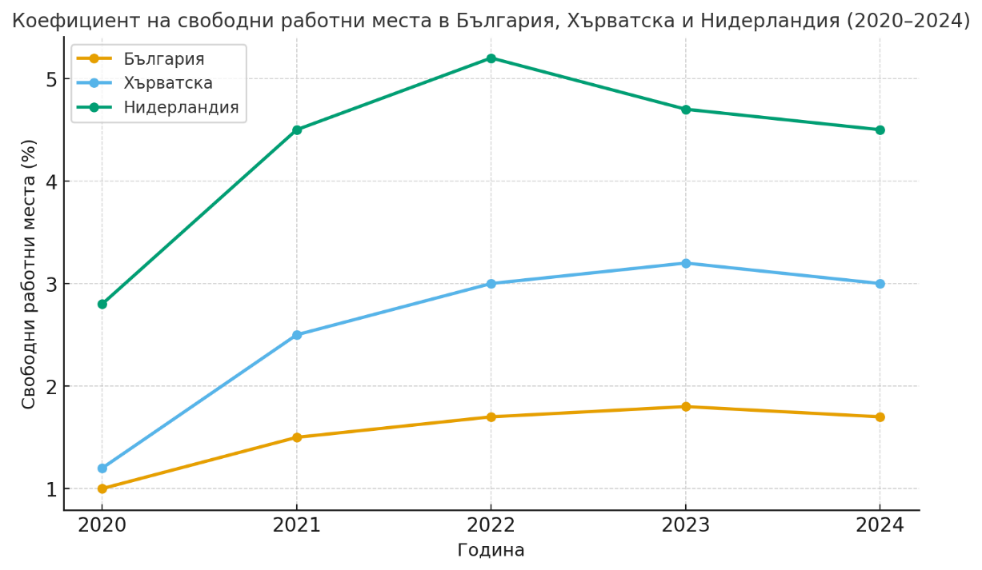 Коефициент на свободни работни места в България, Хърватска и Нидерландия (2020–2024)
България
Хърватска
Нидерландия
Свободни работни места (%)
5
4
3
2
1
2020 2021 2022 2023 2024
Година